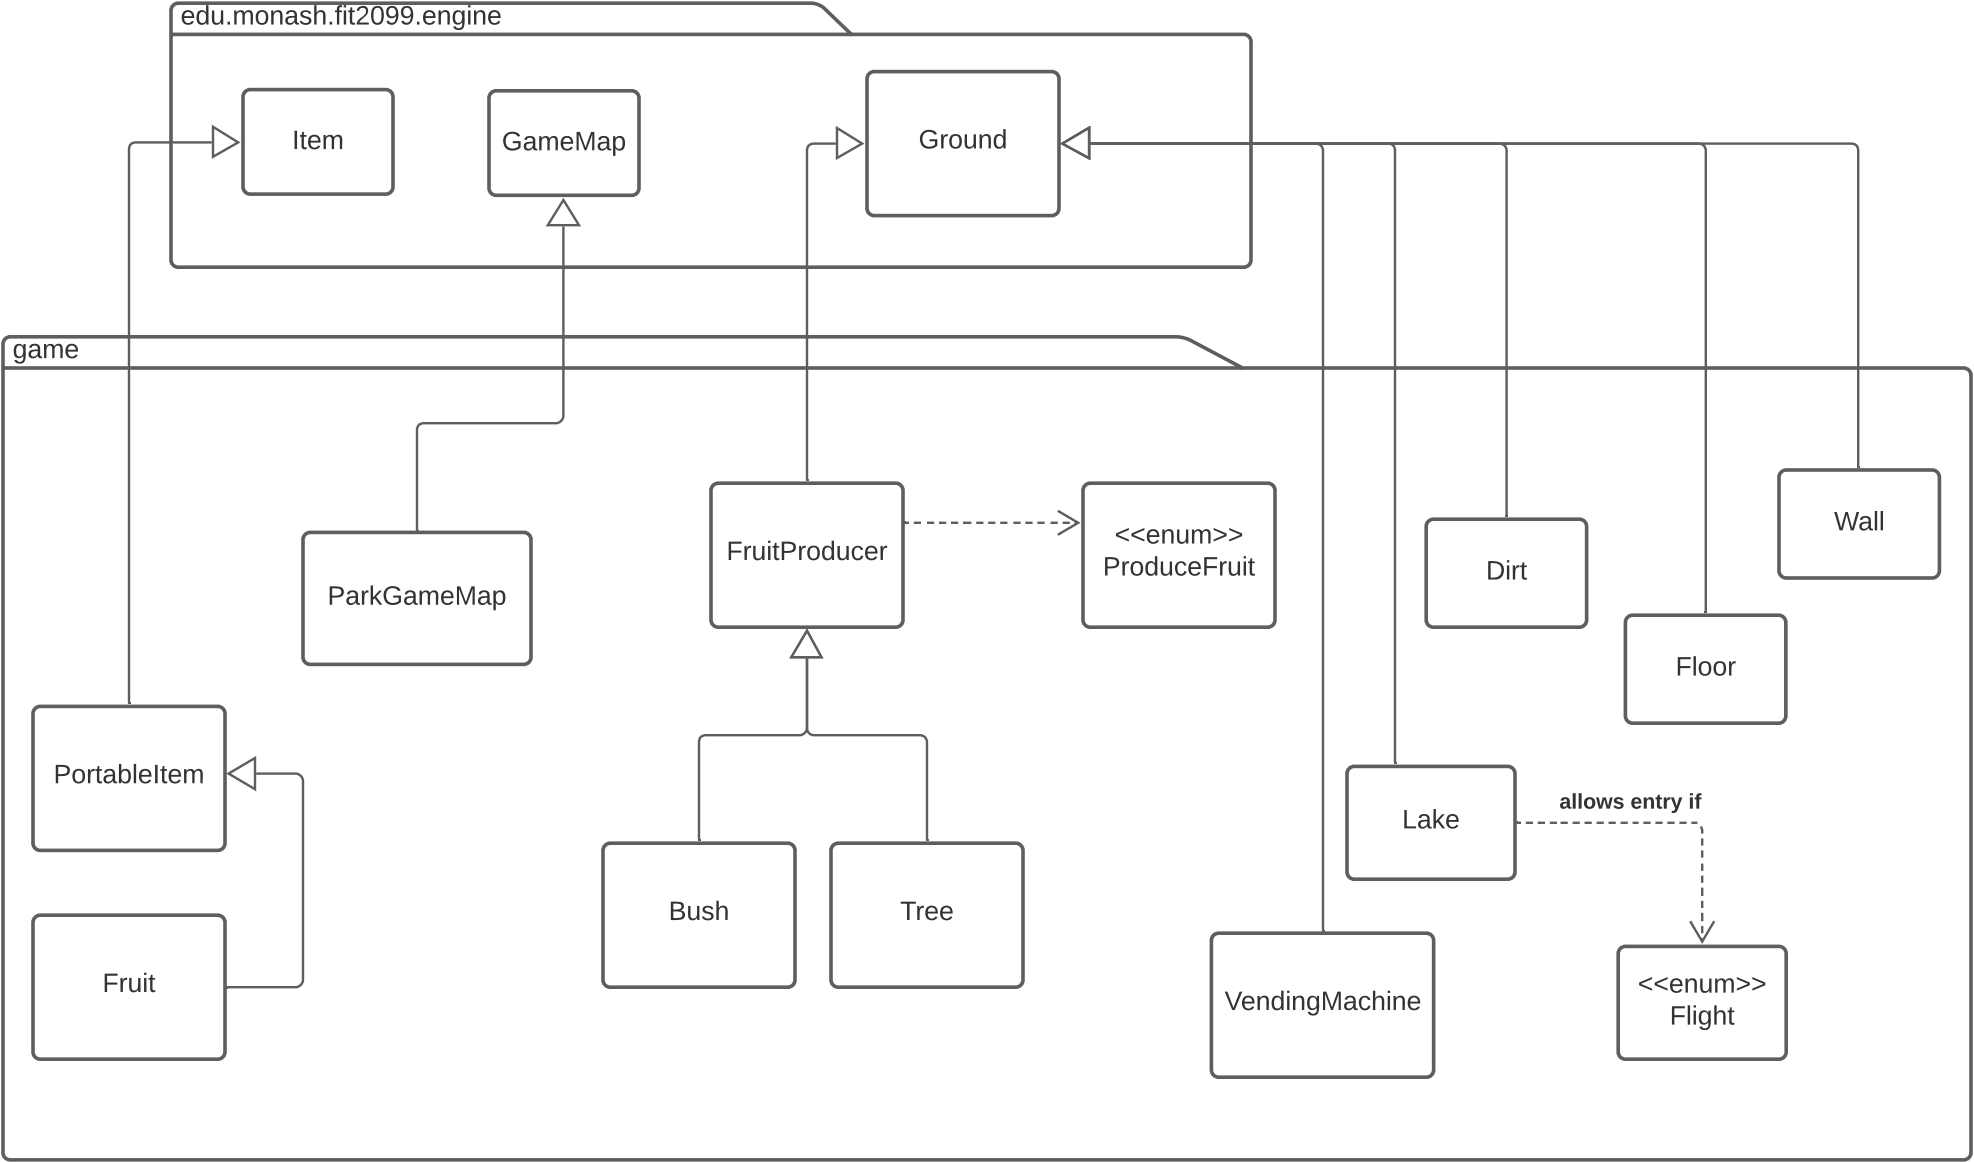 edu.monash.fit2099.engine
Item
GameMap
Ground
game
Wall
FruitProducer
<<enum>>
ProduceFruit
Dirt
ParkGameMap
Floor
PortableItem
allows entry if
Lake
Bush
Tree
Fruit
VendingMachine
<<enum>>
Flight